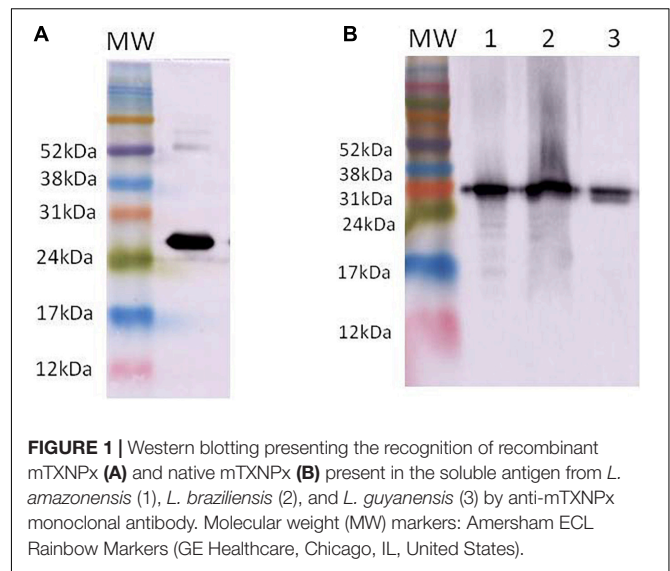 A
MW
52kDa
38kDa
31kDa
24kDa
17kDa
12kDa
B
MW 1 2 3
52kDa
38kDa
31kDa
24kDa
17kDa
12kDa
FIGURE 1 | Western blotting presenting the recognition of recombinant
mTXNPx (A) and native mTXNPx (B) present in the soluble antigen from L.
amazonensis (1), L. braziliensis (2), and L. guyanensis (3) by anti-mTXNPx
monoclonal antibody. Molecular weight (MW) markers: Amersham ECL
Rainbow Markers (GE Healthcare, Chicago, IL, United States).